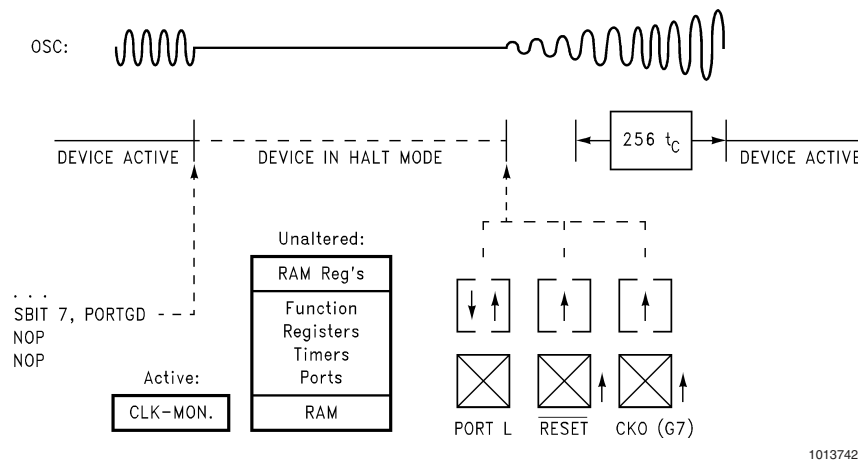 OSC:
256 tC
DEVICE ACTIVE
DEVICE IN HALT MODE
DEVICE ACTIVE
Unaltered:
RAM Reg's
Function
Registers
Timers
Ports
RAM
. . .
SBIT 7, PORTGD
NOP
NOP
Active:
CLK-MON.
PORT L
RESET
CKO (G7)
1013742